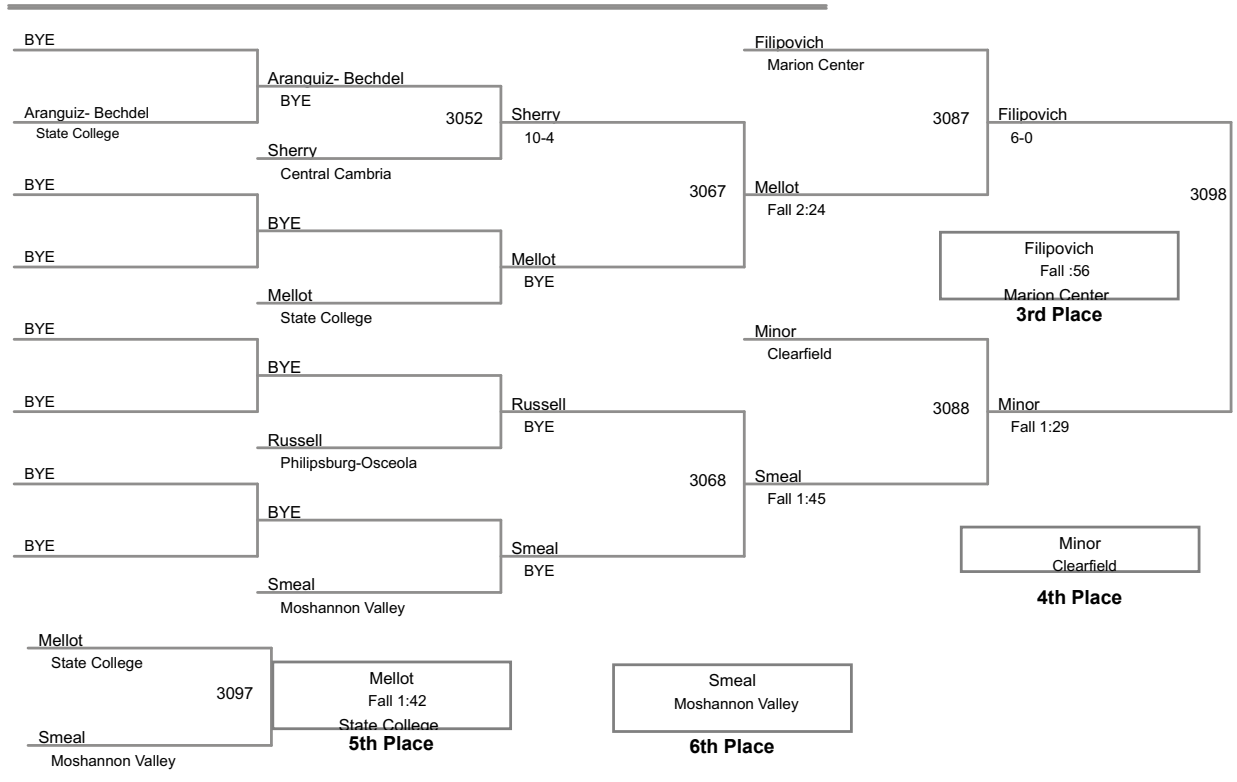 BYE
Aranguiz- Bechdel
State College
BYE
BYE
BYE
BYE
BYE
BYE
Aranguiz- Bechdel
BYE
3052
Sherry
Central Cambria
BYE
Mellot
State College
BYE
Russell
Philipsburg-Osceola
BYE
Smeal
Moshannon Valley
Sherry
10-4
3067
Mellot
BYE
Russell
BYE
3068
Smeal
BYE
Filipovich
Marion Center
3087
Mellot
Fall 2:24
Minor
Clearfield
3088
Smeal
Fall 1:45
Filipovich
6-0
3098
Minor
Fall 1:29
Filipovich
Fall :56
Marion Center
3rd Place
Minor
Clearfield
4th Place
Mellot
State College
3097
Smeal
Moshannon Valley
Mellot
Fall 1:42
State College
5th Place
Smeal
Moshannon Valley
6th Place